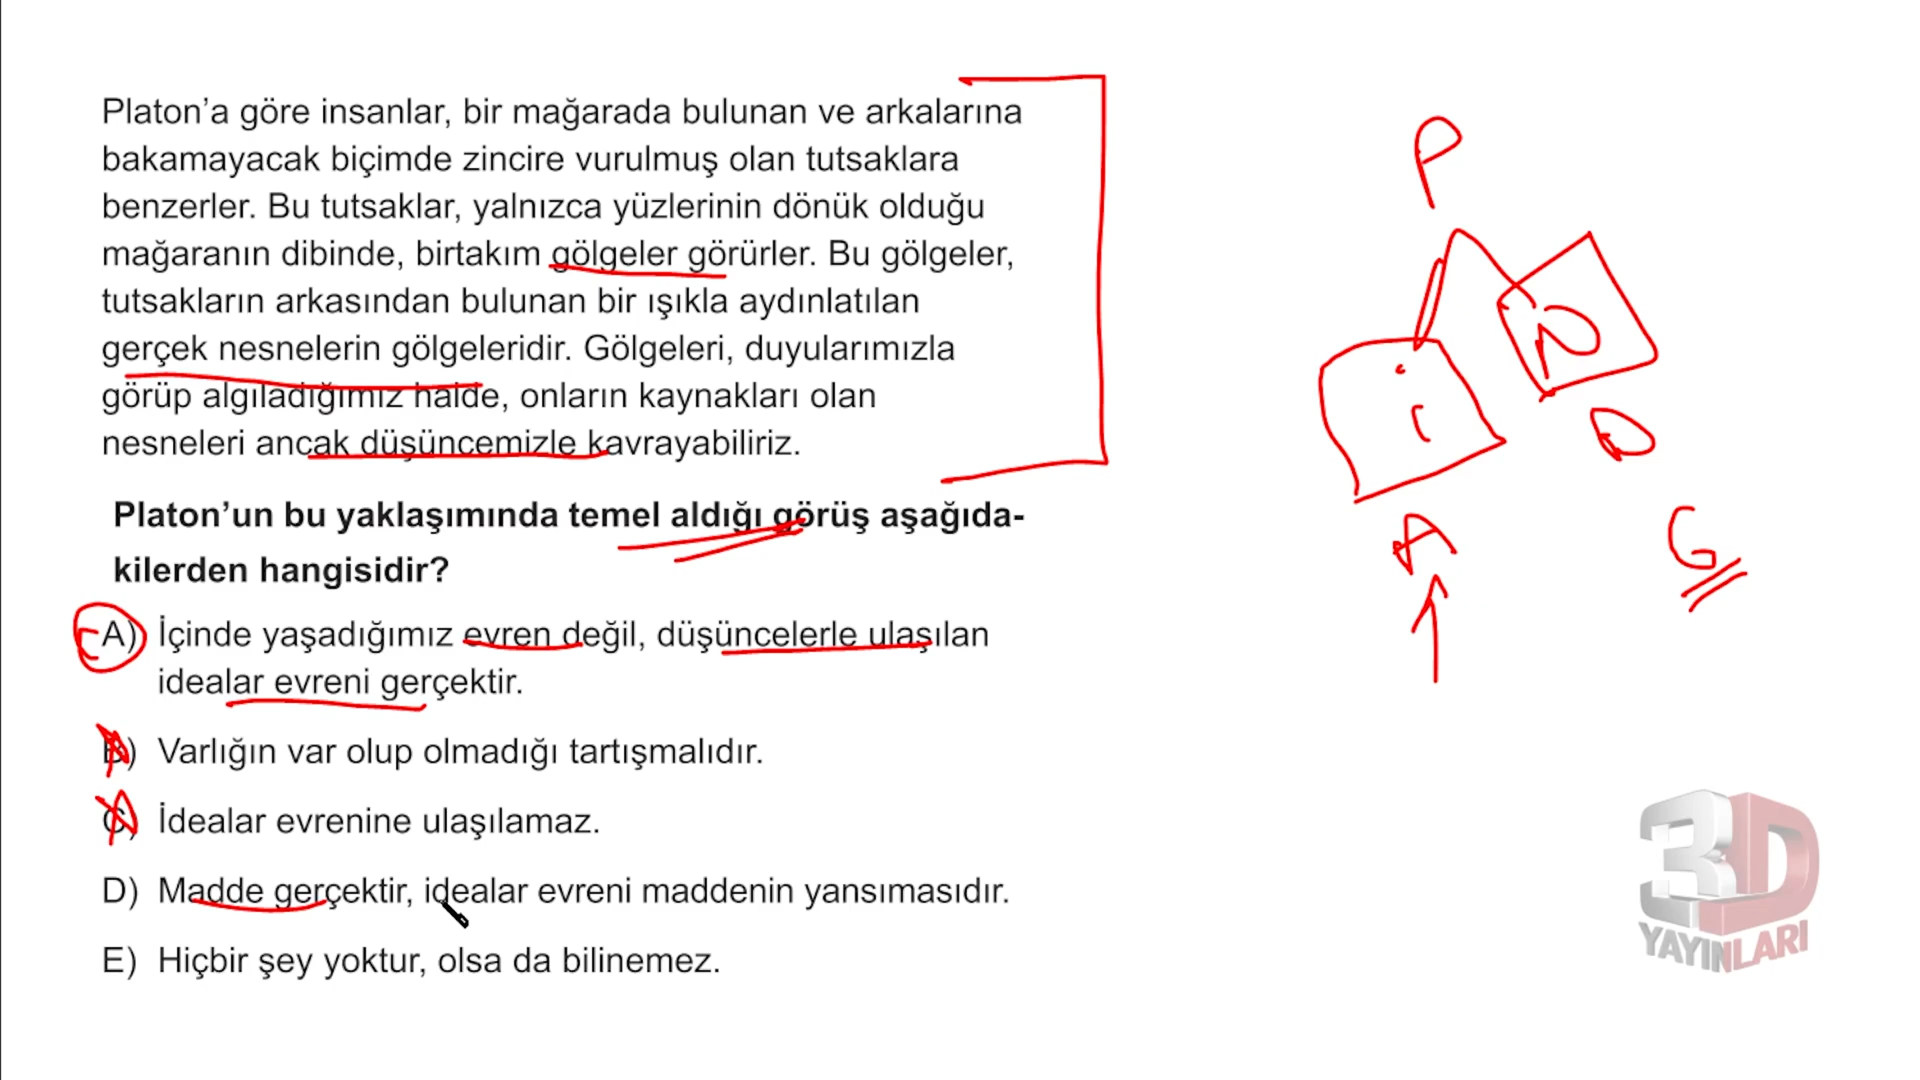 Platon’a göre insanlar, bir mağarada bulunan ve arkalarına
bakamayacak biçimde zincire vurulmuş olan tutsaklara
benzerler. Bu tutsaklar, yalnızca yüzlerinin dönük olduğu
mağaranın dibinde, birtakım gölgeler görürler. Bu gölgeler,
tutsakların arkasından bulunan bir ışıkla aydınlatılan
gerçek nesnelerin gölgeleridir. Gölgeleri, duyularımızla
görüp algıladığımız halde, onların kaynakları olan
nesneleri ancak düşüncemizle kavrayabiliriz.
Platon’un bu yaklaşımında temel aldığı görüş aşağıda-
kilerden hangisidir?
A) İçinde yaşadığımız evren değil, düşüncelerle ulaşılan
idealar evreni gerçektir.
B) Varlığın var olup olmadığı tartışmalıdır.
C) İdealar evrenine ulaşılamaz.
D) Madde gerçektir, idealar evreni maddenin yansımasıdır.
E) Hiçbir şey yoktur, olsa da bilinemez.
P
i
A
G
3D
YAYINLARI